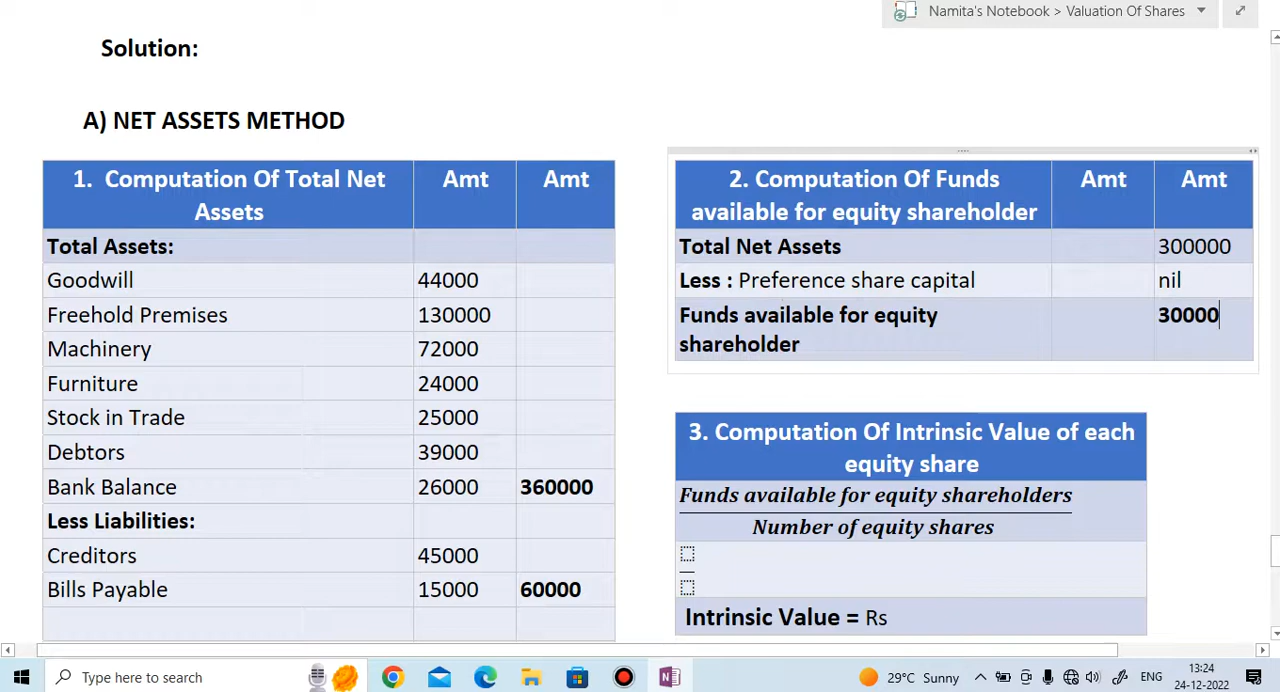 Namita's Notebook > Valuation Of Shares
Solution:
A) NET ASSETS METHOD
1. Computation Of Total Net Assets Amt Amt
Total Assets:
Goodwill 44000
Freehold Premises 130000
Machinery 72000
Furniture 24000
Stock in Trade 25000
Debtors 39000
Bank Balance 26000 360000
Less Liabilities:
Creditors 45000
Bills Payable 15000 60000
2. Computation Of Funds available for equity shareholder Amt Amt
Total Net Assets 300000
Less : Preference share capital nil
Funds available for equity shareholder 30000
3. Computation Of Intrinsic Value of each
equity share
Funds available for equity shareholders
Number of equity shares
Intrinsic Value = Rs
Type here to search
29°C Sunny
ENG
13:24
24-12-2022